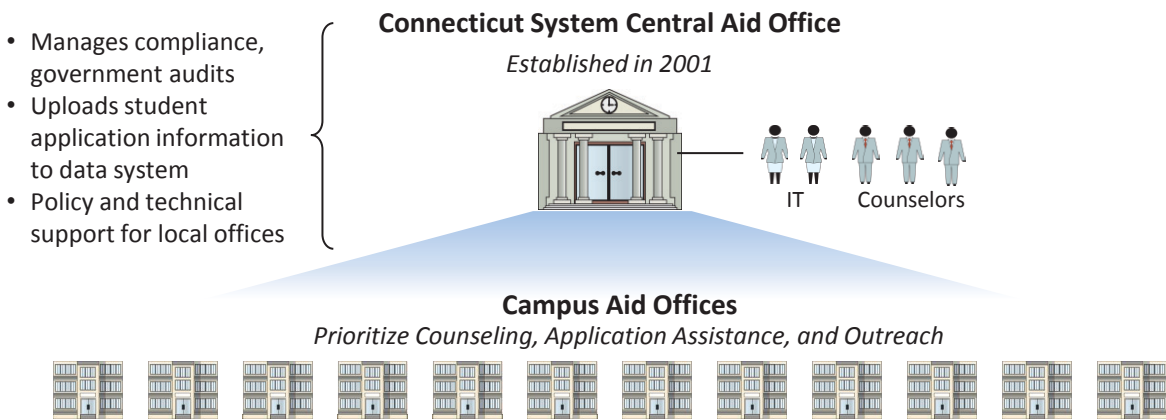 Connecticut System Central Aid Office
Established in 2001
• Manages compliance,
government audits
• Uploads student
application information
to data system
• Policy and technical
support for local offices
IT
Counselors
Campus Aid Offices
Prioritize Counseling, Application Assistance, and Outreach